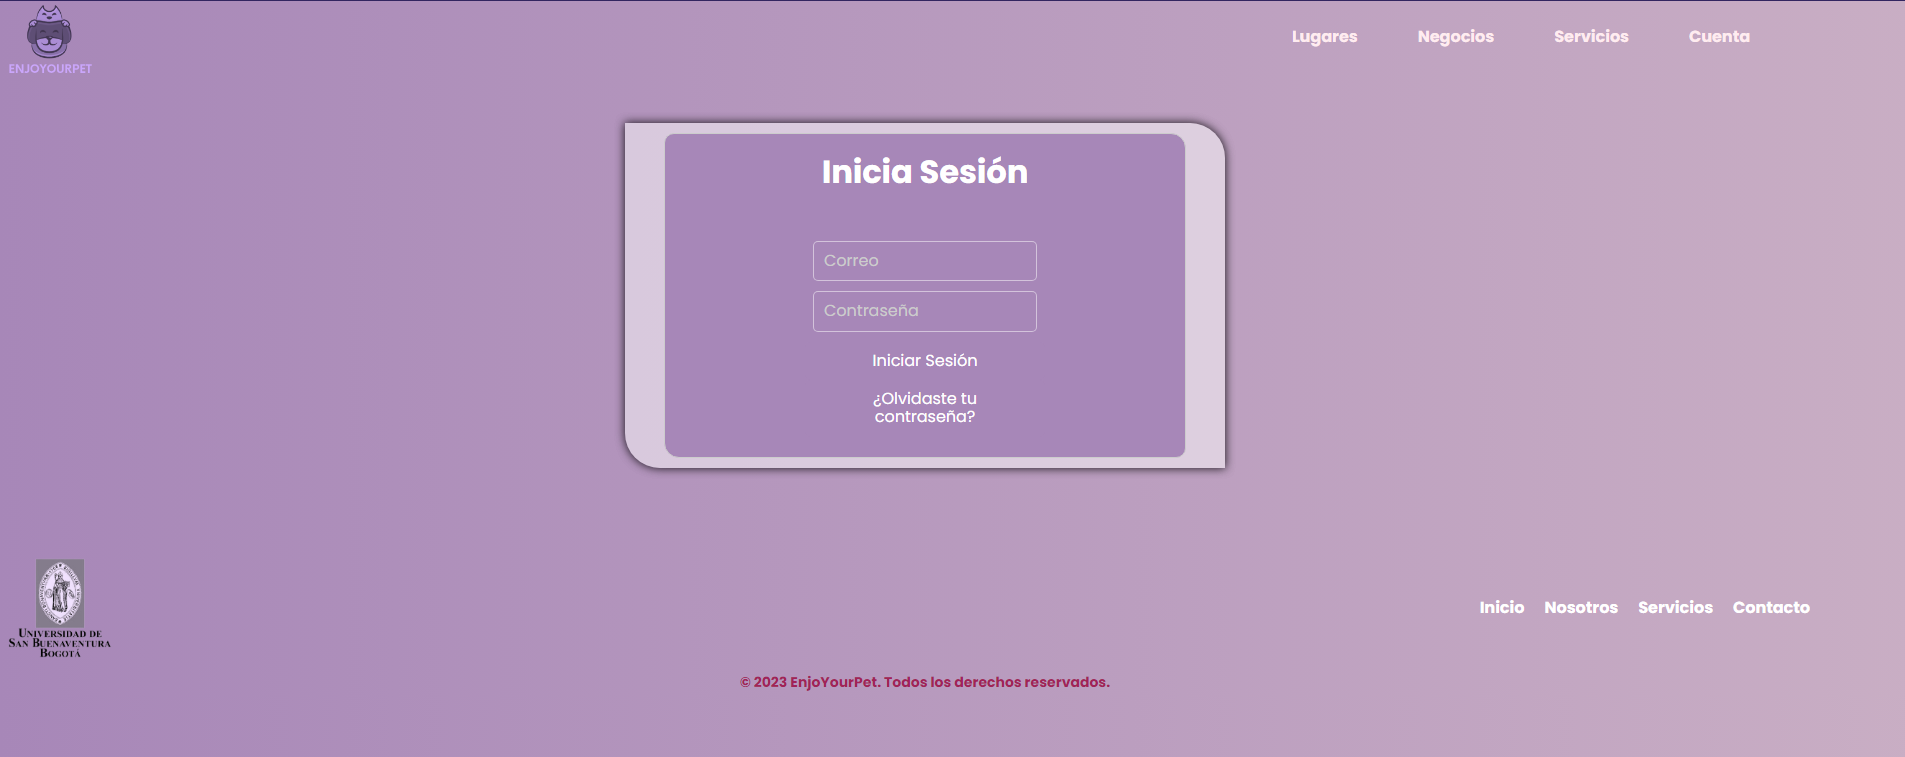 ENJOYOURPET
Lugares Negocios Servicios Cuenta
Inicia Sesión
Correo
Contraseña
Iniciar Sesión
¿Olvidaste tu
contraseña?
UNIVERSIDAD DE
SAN BUENAVENTURA
BOGOTÁ
Inicio Nosotros Servicios Contacto
© 2023 EnjoYourPet. Todos los derechos reservados.